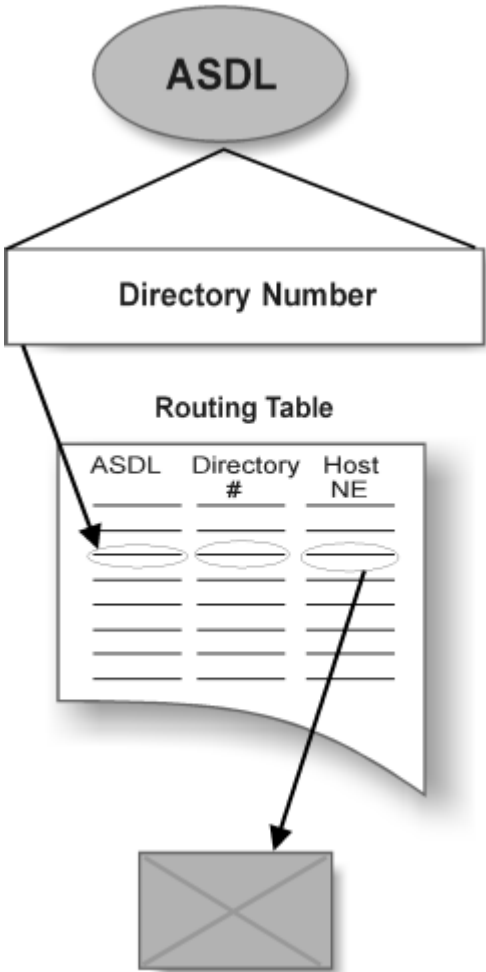 ASDL
Directory Number
Routing Table
ASDL Directory Host
# NE